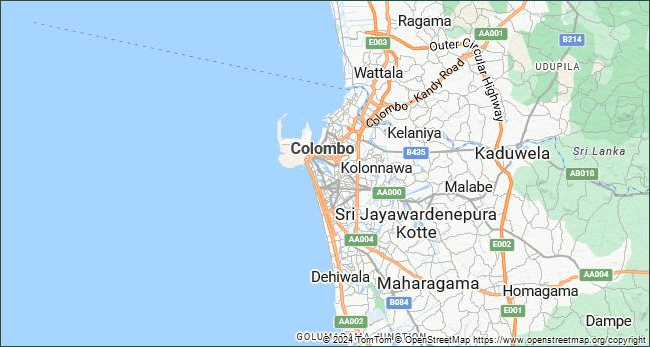 Ragama
AA001
E003
Outer Circular Highway
B214
Wattala
UDUPILA
Colombo - Kandy Road
Kelaniya
Colombo
B435
Kaduwela
Sri Lanka
Kolonnawa
AB010
Malabe
AA000
Sri Jayawardenepura
Kotte
AA004
E002
Dehiwala
AA004
Maharagama
Homagama
B084
E001
AA002
Dampe
© 2024 TomTom © OpenStreetMap, https://www.openstreetmap.org/copyright